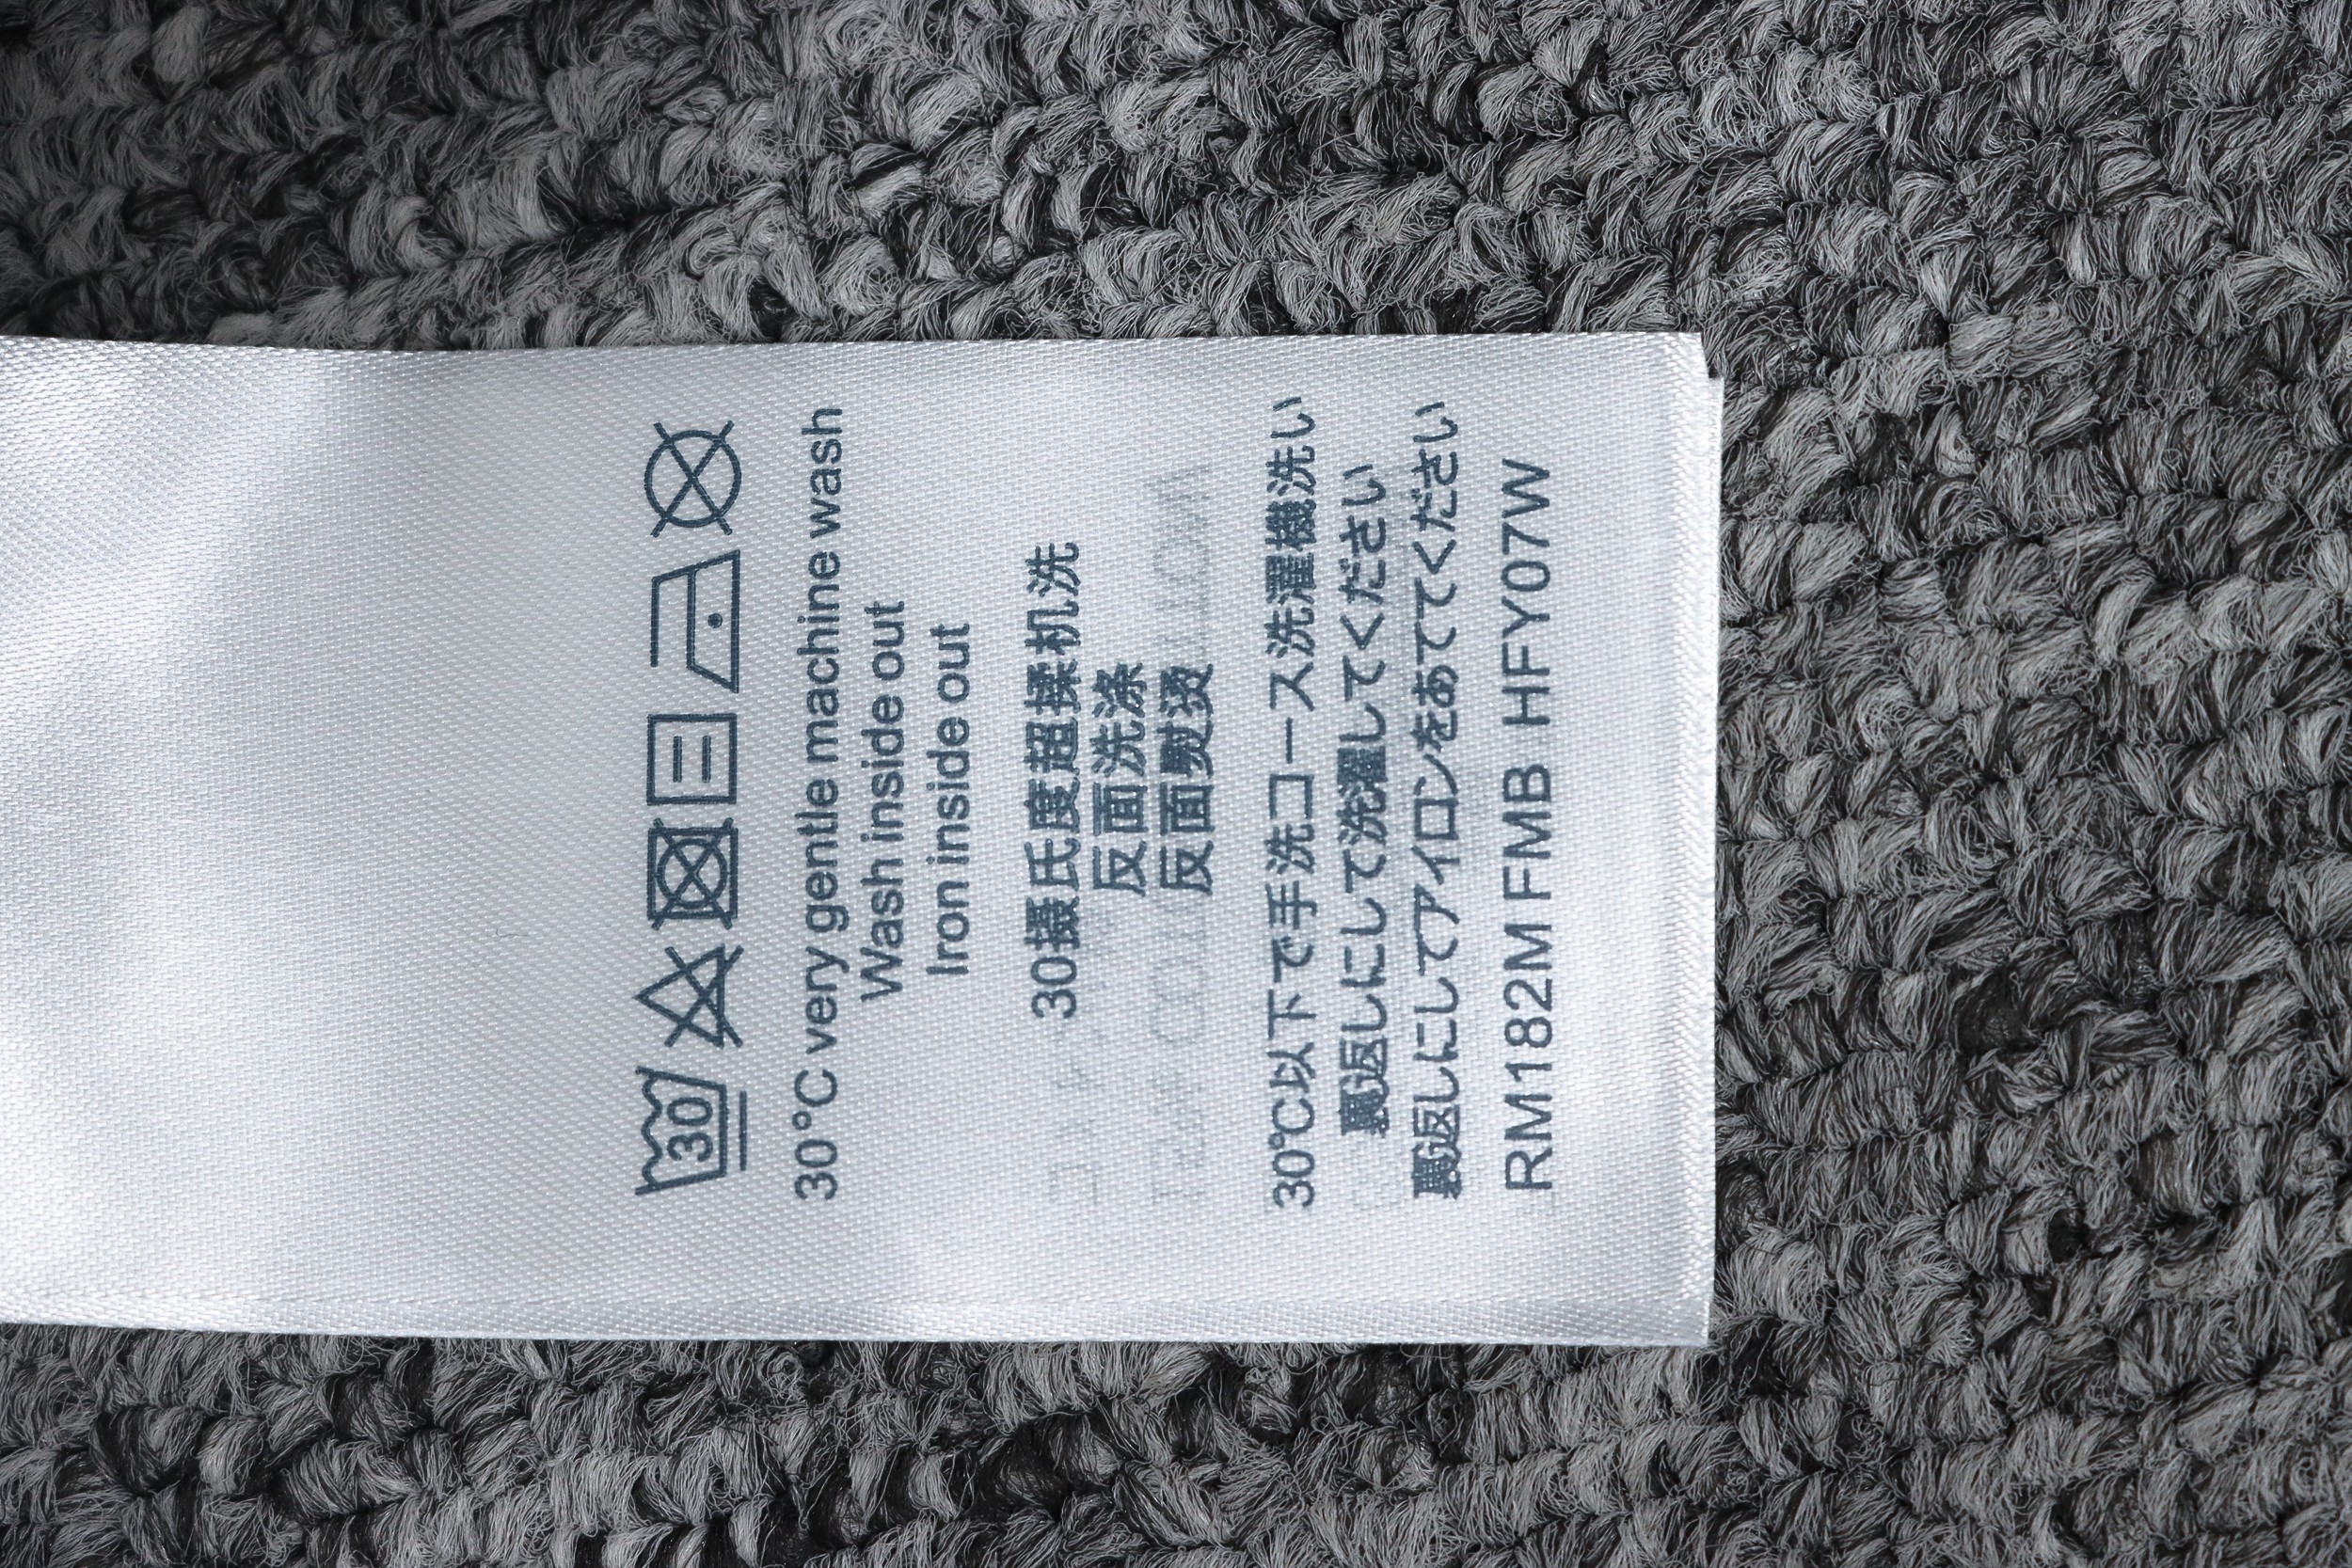 30
30°C very gentle machine wash
Wash inside out
Iron inside out
30摄氏度超揉机洗
反面洗涤
反面熨烫
30℃以下で手洗コース洗濯機洗い
裏返しにして洗濯してください
裏返しにしてアイロンをあててください
RM182M FMB HFY07W